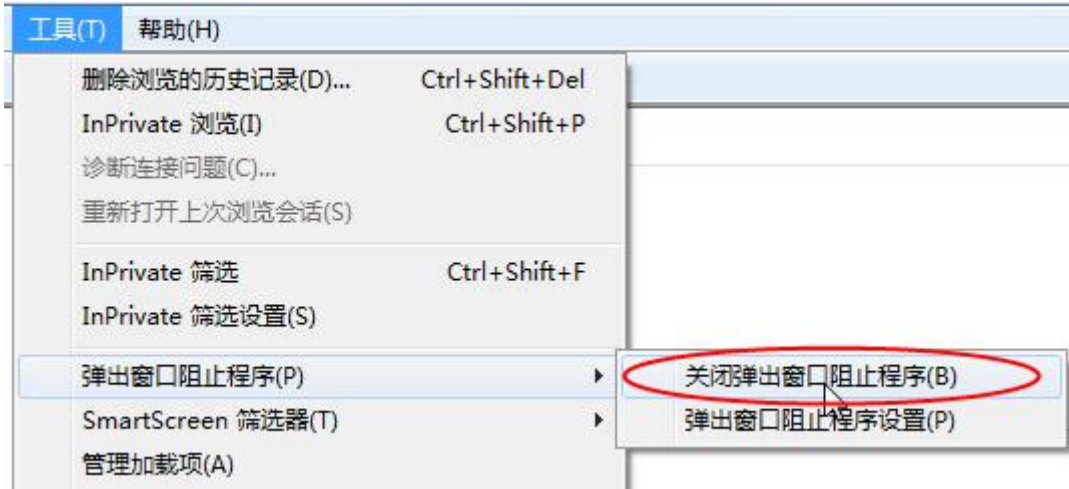 工具(T) 帮助(H)
删除浏览的历史记录(D)... Ctrl+Shift+Del
InPrivate 浏览(I) Ctrl+Shift+P
诊断连接问题(C)...
重新打开上次浏览会话(S)
InPrivate 筛选 Ctrl+Shift+F
InPrivate 筛选设置(S)
弹出窗口阻止程序(P) 关闭弹出窗口阻止程序(B)
SmartScreen 筛选器(T) 弹出窗口阻止程序设置(P)
管理加载项(A)